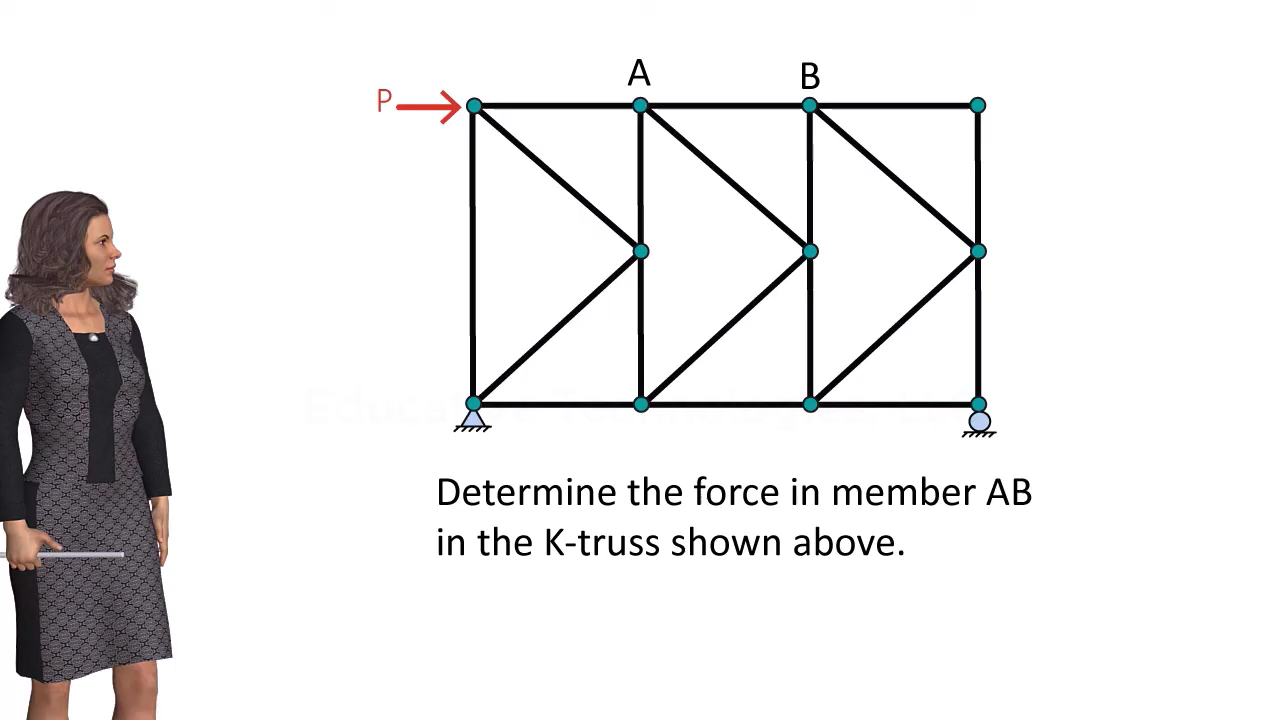 A
B
P
Determine the force in member AB
in the K-truss shown above.